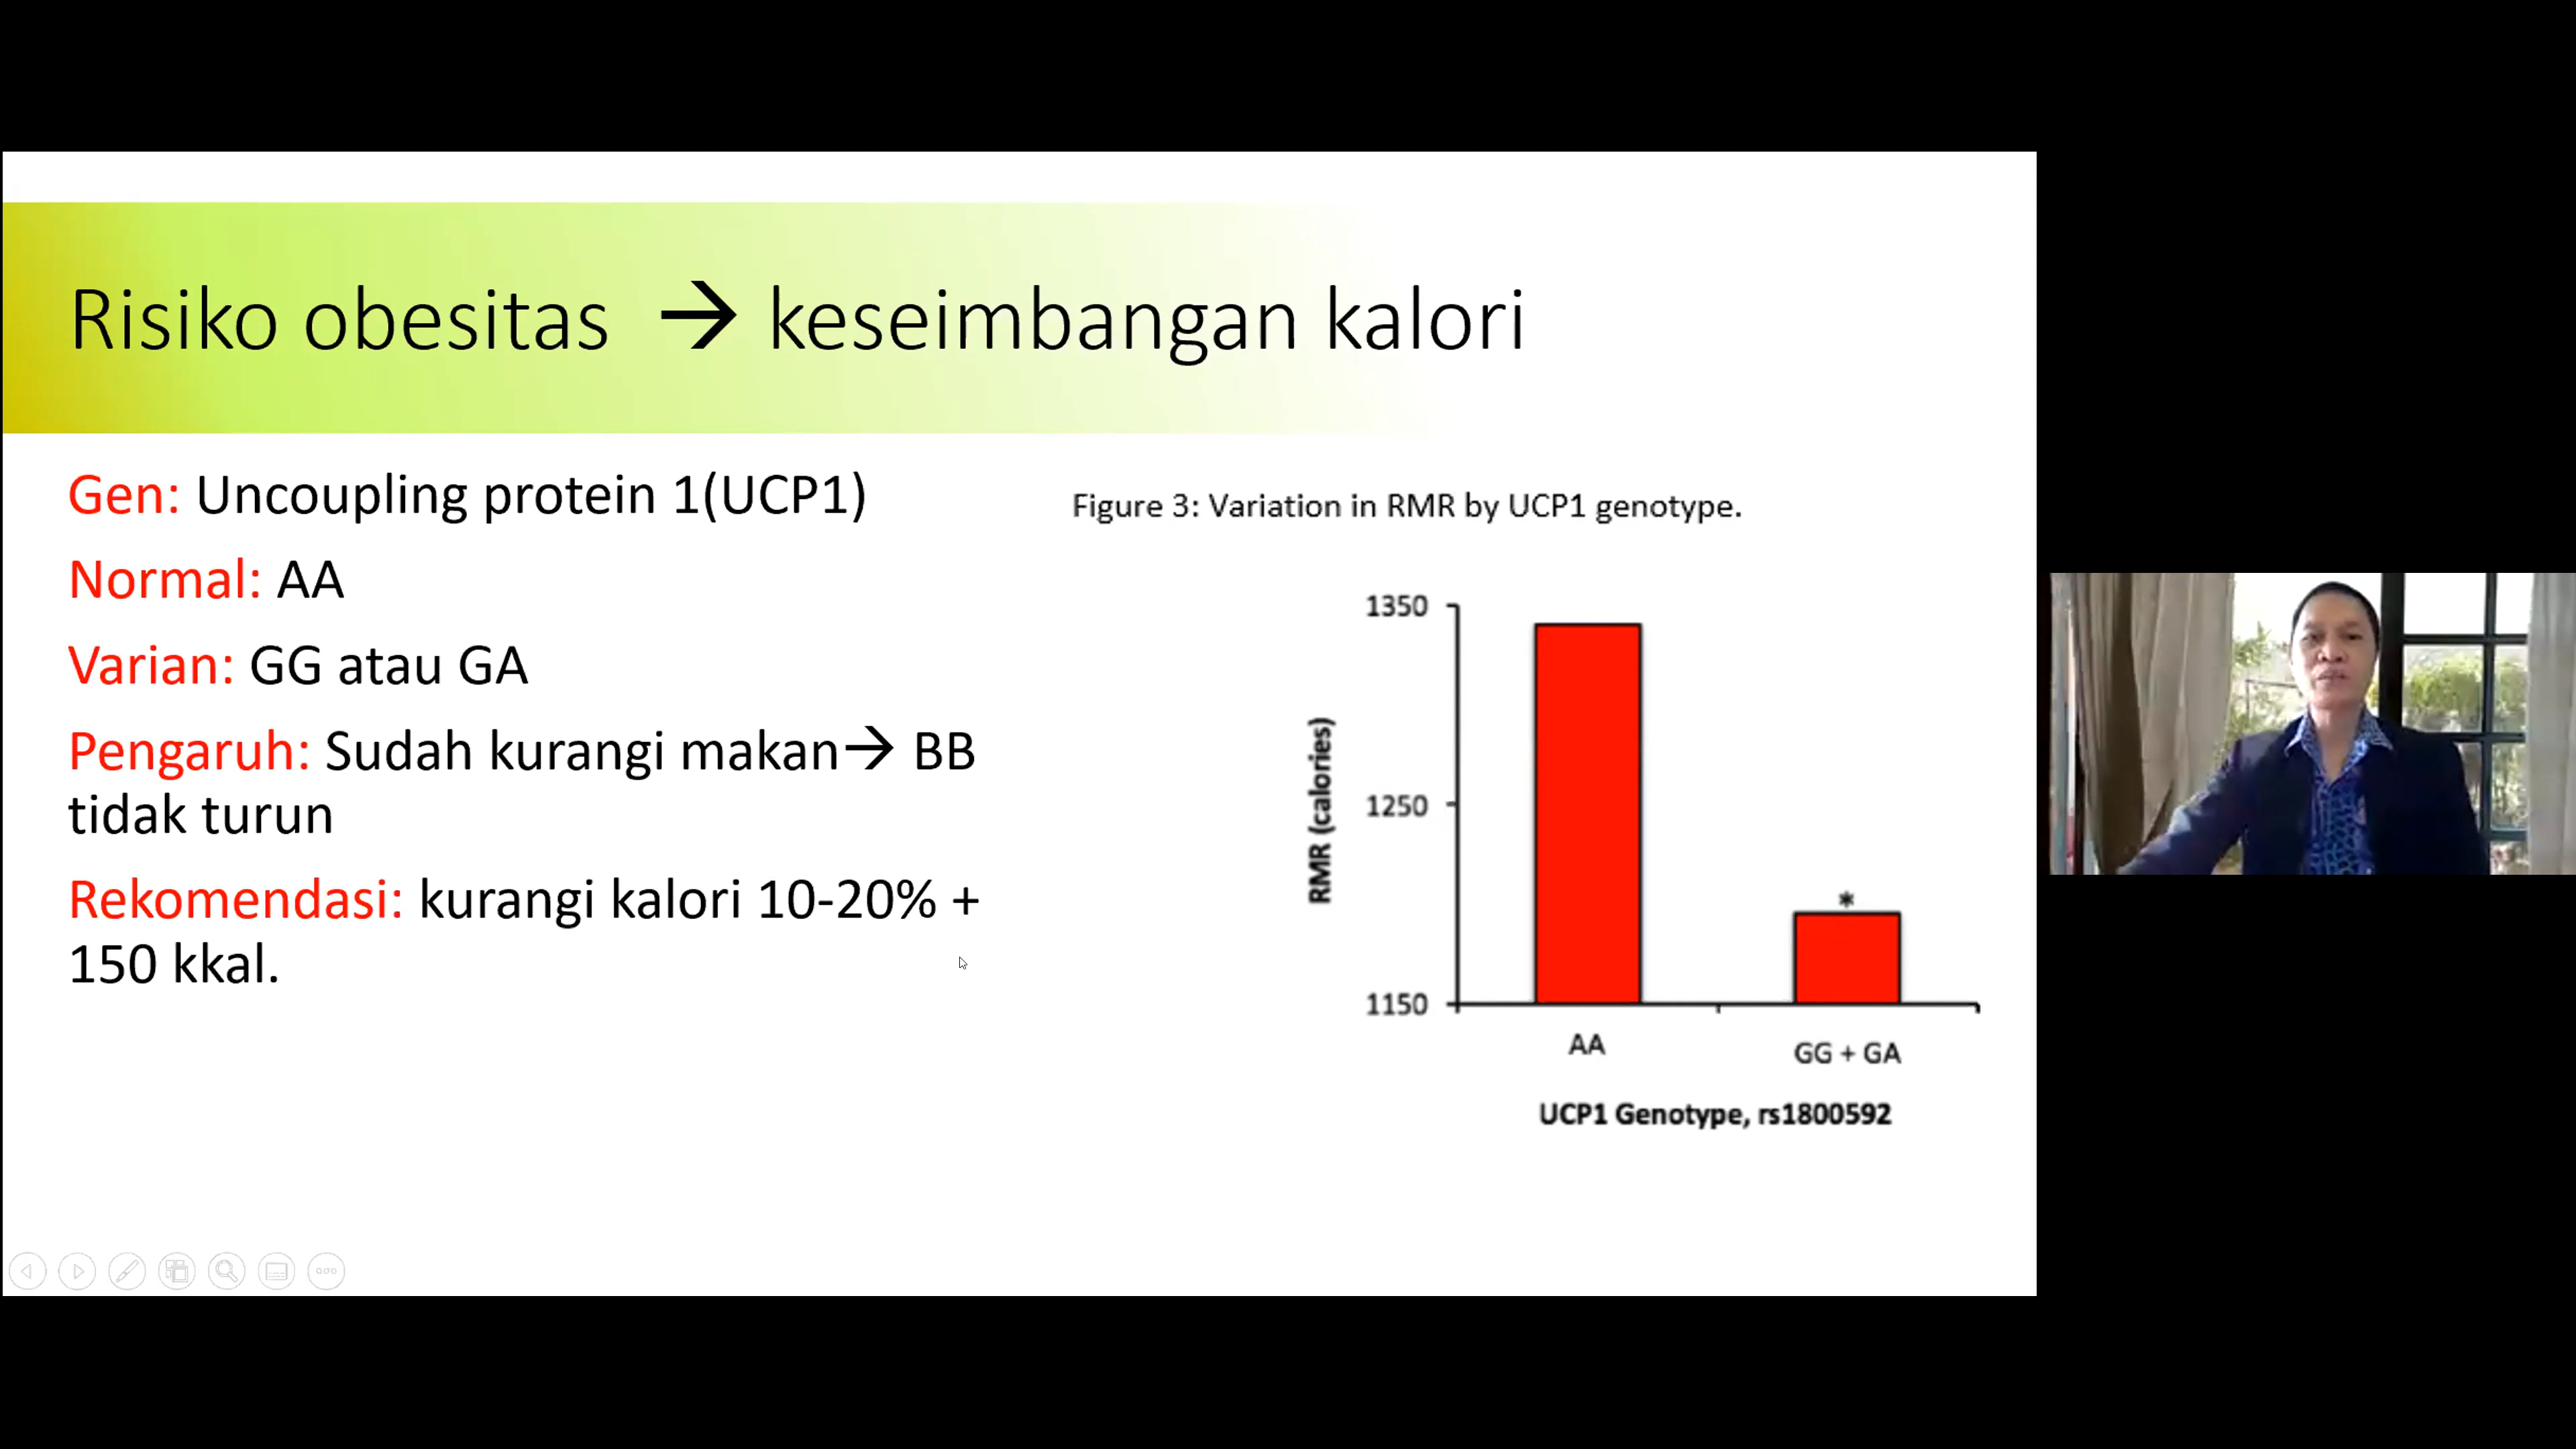 Risiko obesitas → keseimbangan kalori
Gen: Uncoupling protein 1(UCP1)
Normal: AA
Varian: GG atau GA
Pengaruh: Sudah kurangi makan→ BB
tidak turun
Rekomendasi: kurangi kalori 10-20% +
150 kkal.
Figure 3: Variation in RMR by UCP1 genotype.
RMR (calories)
1350
1250
1150
*
AA
GG + GA
UCP1 Genotype, rs1800592